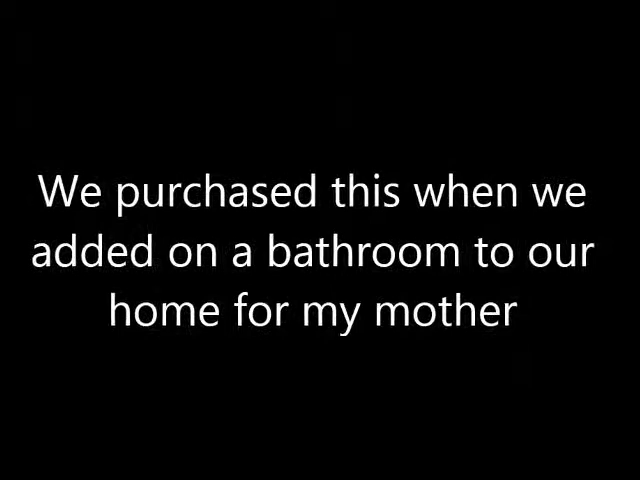 We purchased this when we
added on a bathroom to our
home for my mother